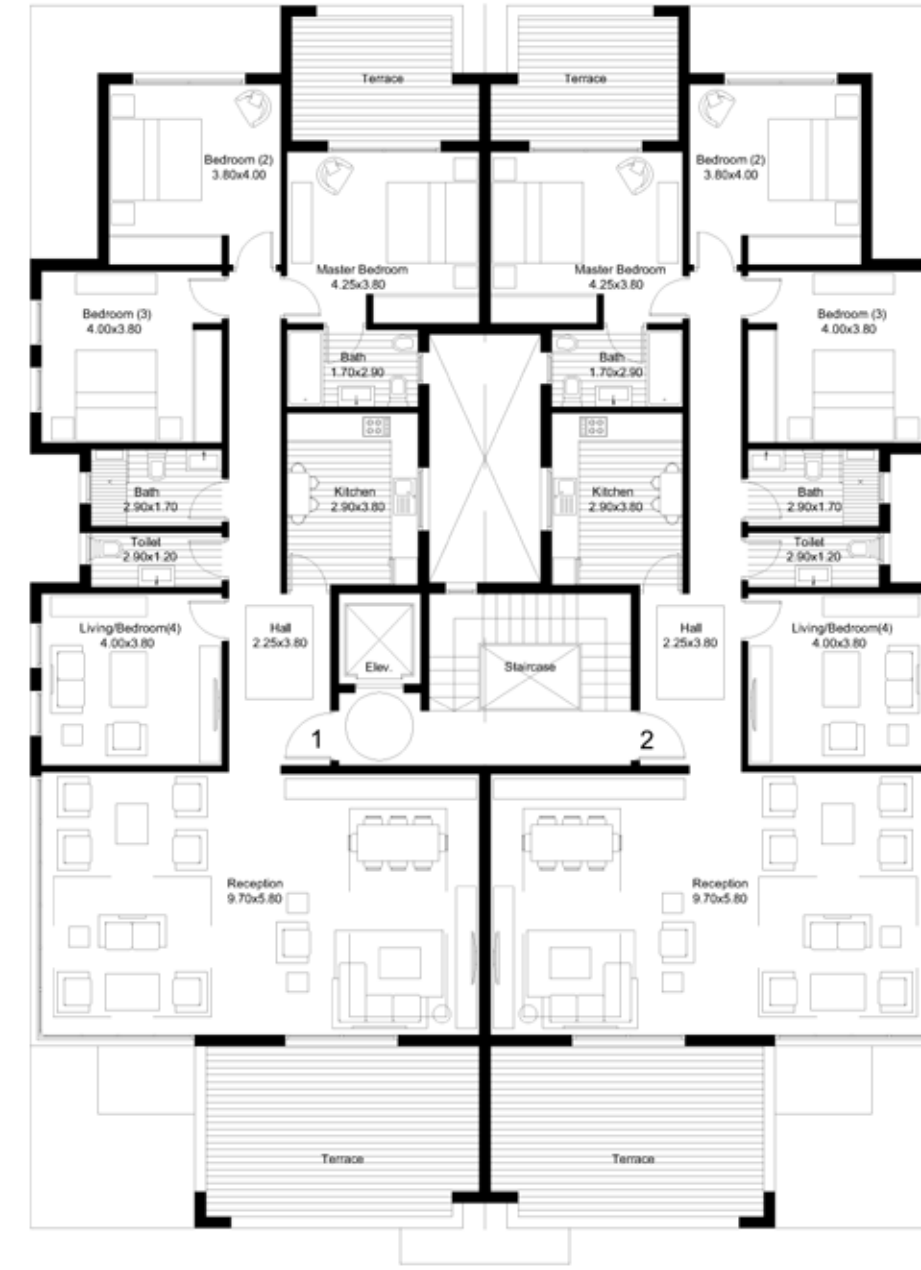 Terrace
Terrace
Bedroom (2)
3.80x4.00
Bedroom (2)
3.80x4.00
Master Bedroom
4.25x3.80
Master Bedroom
4.25x3.80
Bedroom (3)
4.00x3.80
Bedroom (3)
4.00x3.80
Bath
1.70x2.90
Bath
1.70x2.90
Kitchen
2.90x3.80
Kitchen
2.90x3.80
Bath
2.90x1.70
Bath
2.90x1.70
Toilet
2.90x1.20
Toilet
2.90x1.20
Living/Bedroom(4)
4.00x3.80
Hall
2.25x3.80
Hall
2.25x3.80
Living/Bedroom(4)
4.00x3.80
Elev.
Staircase
1
2
Reception
9.70x5.80
Reception
9.70x5.80
Terrace
Terrace